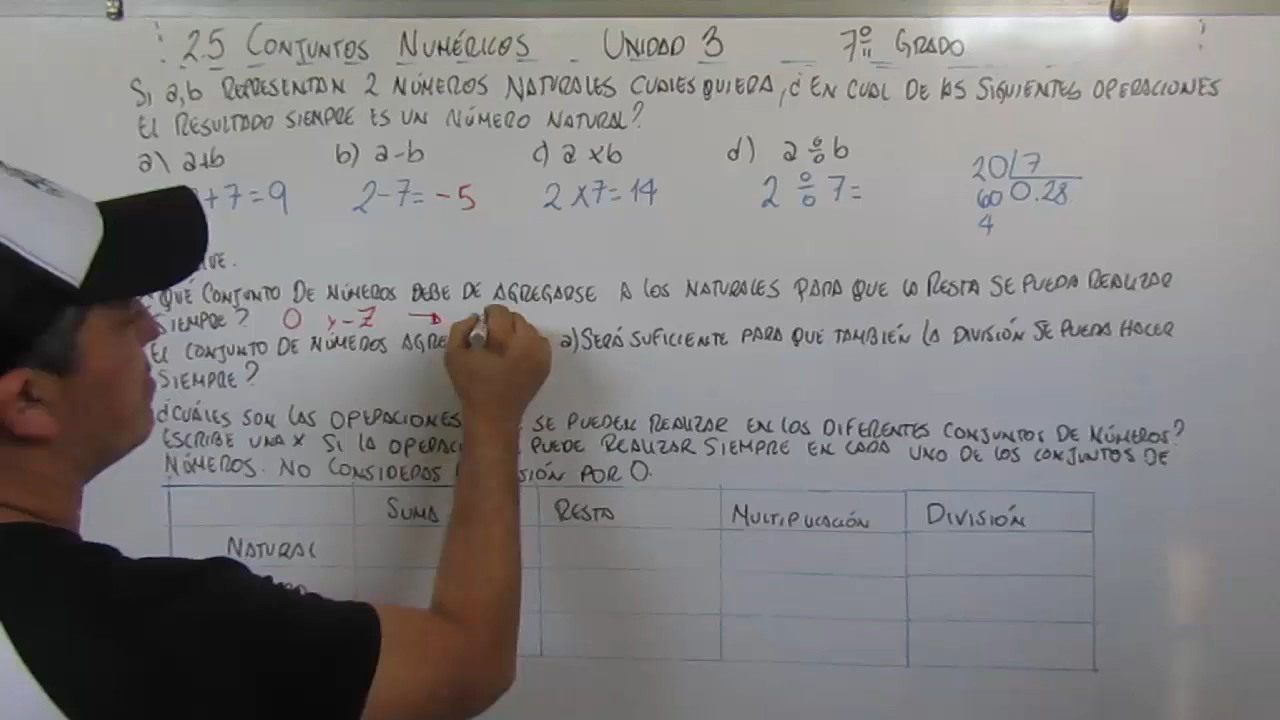 2.5 CONJUNTOS NUMÉRICOS UNIDAD 3 7º GRADO
Si a,b REPRESENTAN 2 NÚMEROS NATURALES CUALESQUIERA, ¿EN CUAL DE LAS SIGUIENTES OPERACIONES
EL RESULTADO SIEMPRE ES UN NÚMERO NATURAL?
a) a+b b) a-b c) a×b d) a÷b
+7=9 2-7=-5 2×7=14 2÷7=
20 7
60 0.28
4
QUÉ CONJUNTO DE NÚMEROS DEBE DE AGREGARSE A LOS NATURALES PARA QUE LA RESTA SE PUEDA REALIZAR
SIEMPRE? 0 y -Z →
EL CONJUNTO DE NÚMEROS a) SERÁ SUFICIENTE PARA QUE TAMBIÉN LA DIVISIÓN SE PUEDA HACER
SIEMPRE?
¿CUÁLES SON LAS OPERACIONES SE PUEDEN REALIZAR EN LOS DIFERENTES CONJUNTOS DE NÚMEROS?
ESCRIBE UNA X SI LA PUEDE REALIZAR SIEMPRE EN CADA UNO DE LOS CONJUNTOS DE
NÚMEROS. NO CONSIDERES POR 0.
SUMA RESTA MULTIPLICACIÓN DIVISIÓN
NATURAL